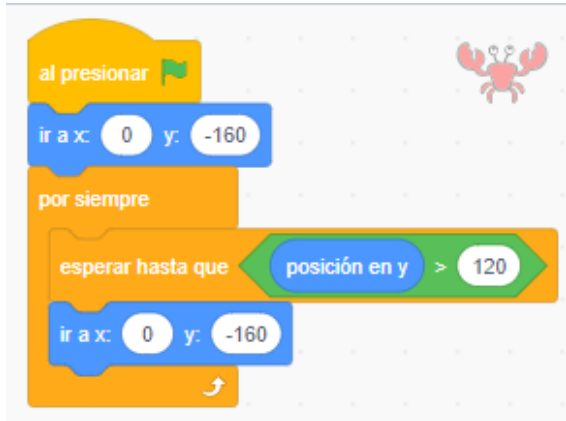 al presionar
ir a x: 0 y: -160
por siempre
esperar hasta que posición en y > 120
ir a x: 0 y: -160